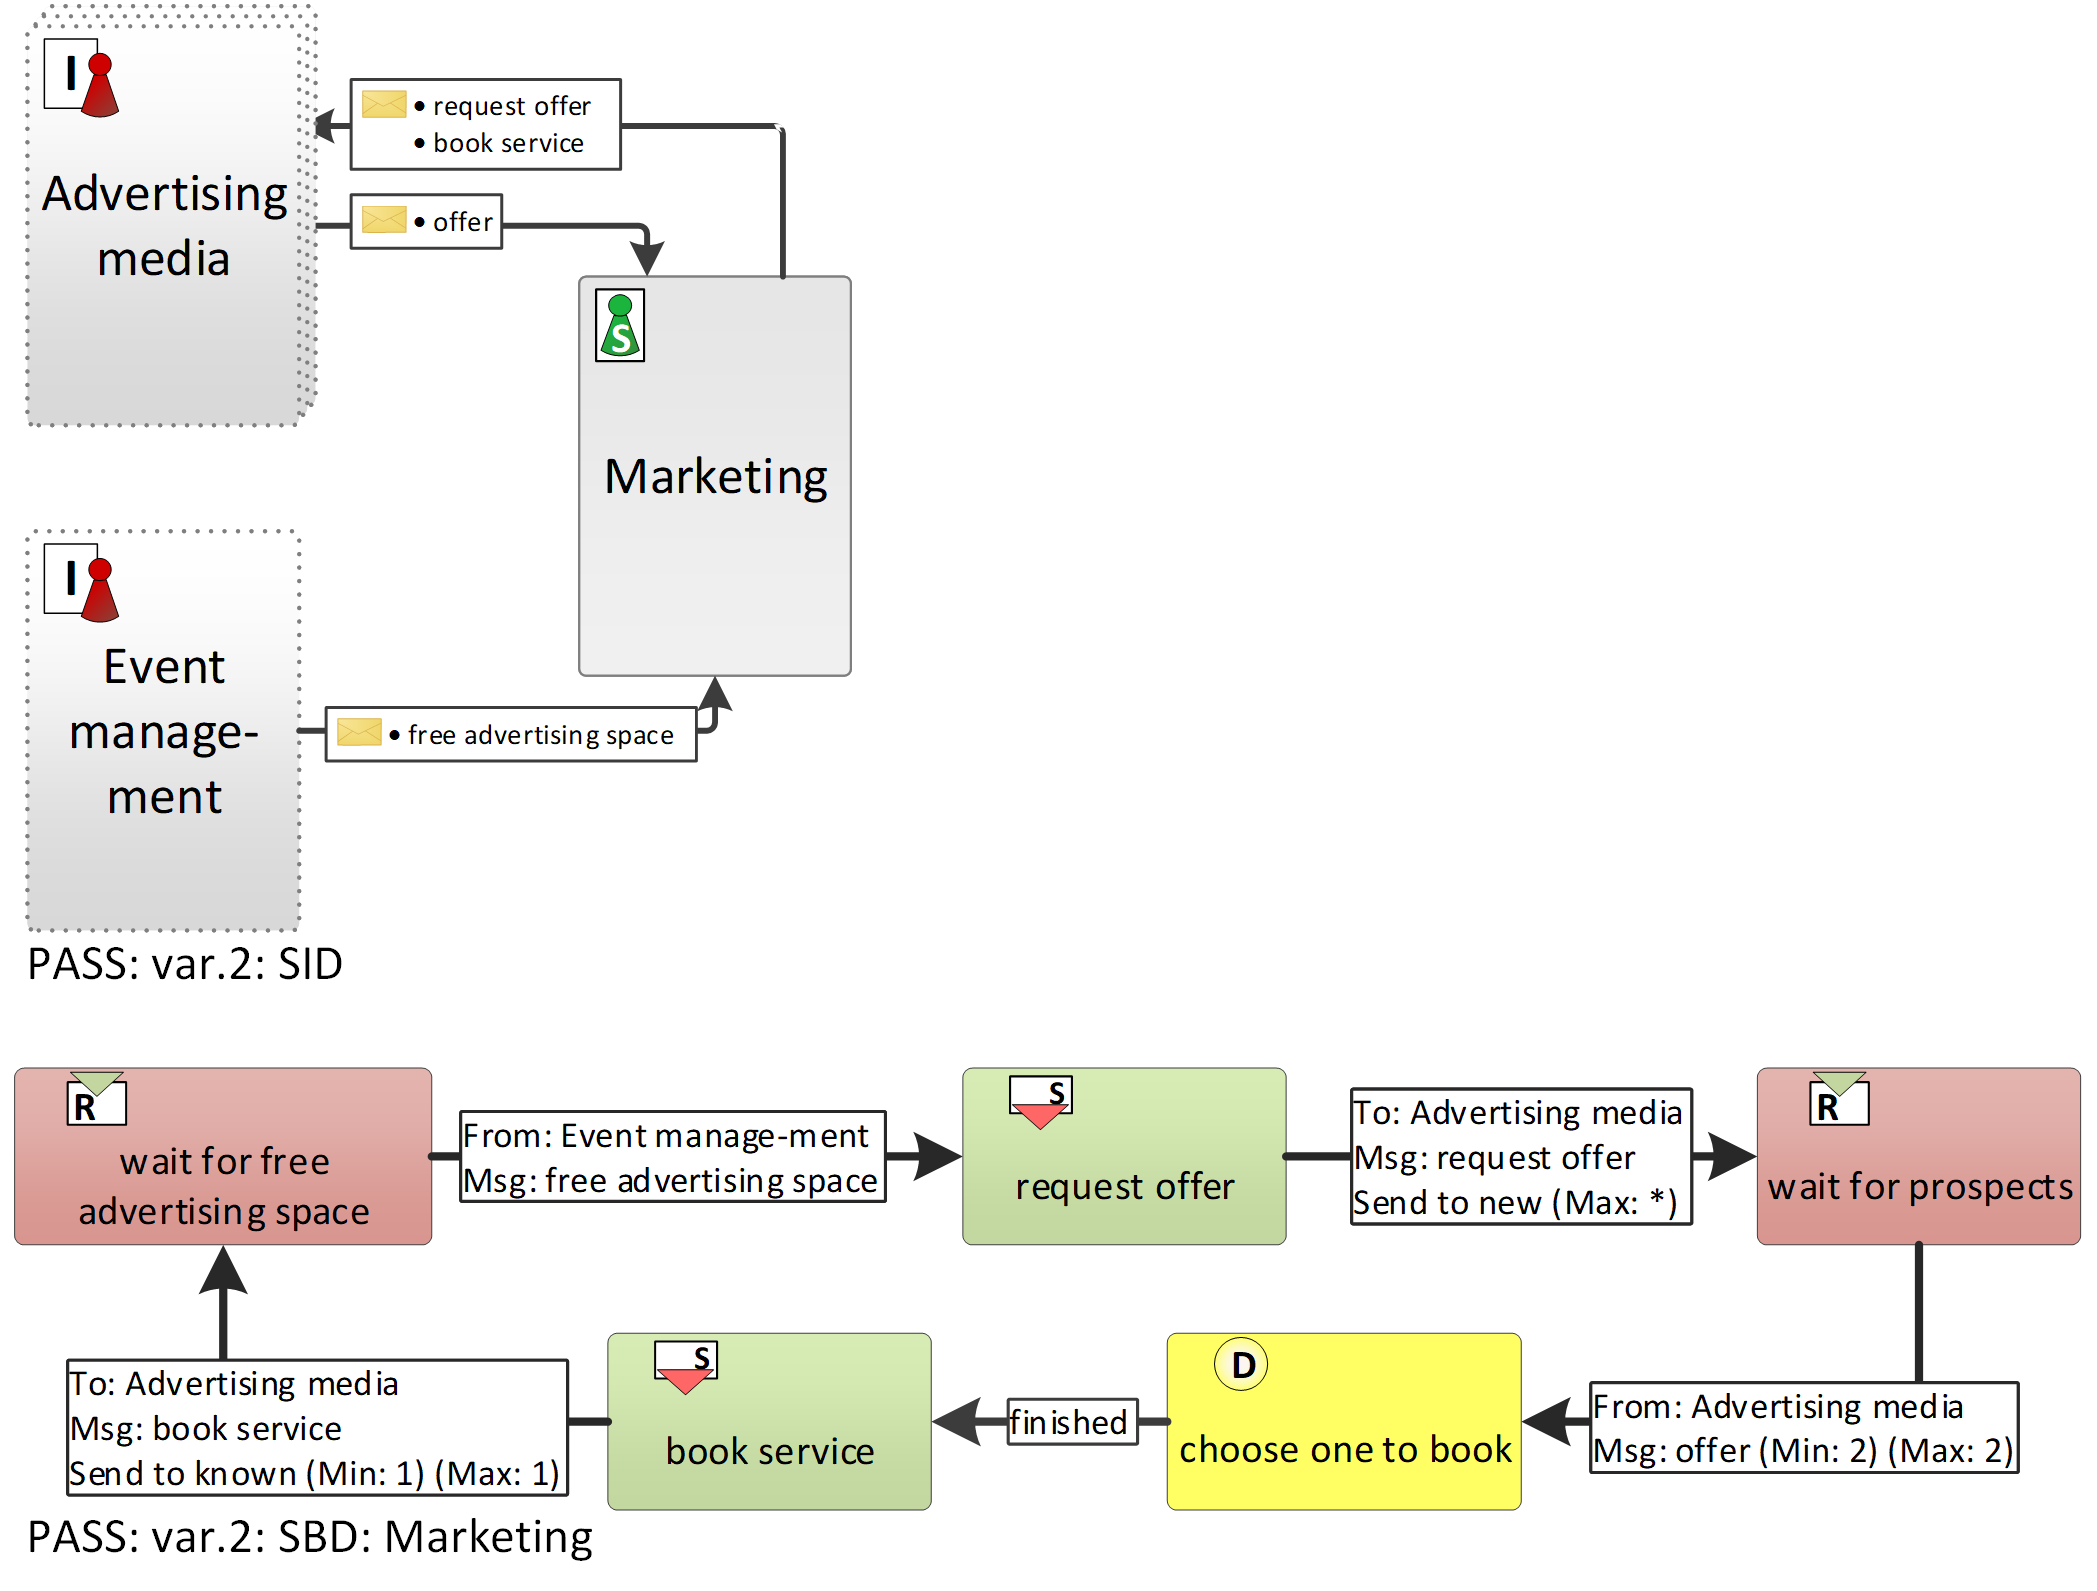 I
Advertising
media
• request offer
• book service
• offer
S
Marketing
I
Event
manage-
ment
• free advertising space
PASS: var.2: SID
R
wait for free
advertising space
From: Event manage-ment
Msg: free advertising space
S
request offer
To: Advertising media
Msg: request offer
Send to new (Max: *)
R
wait for prospects
To: Advertising media
Msg: book service
Send to known (Min: 1) (Max: 1)
S
book service
finished
D
choose one to book
From: Advertising media
Msg: offer (Min: 2) (Max: 2)
PASS: var.2: SBD: Marketing